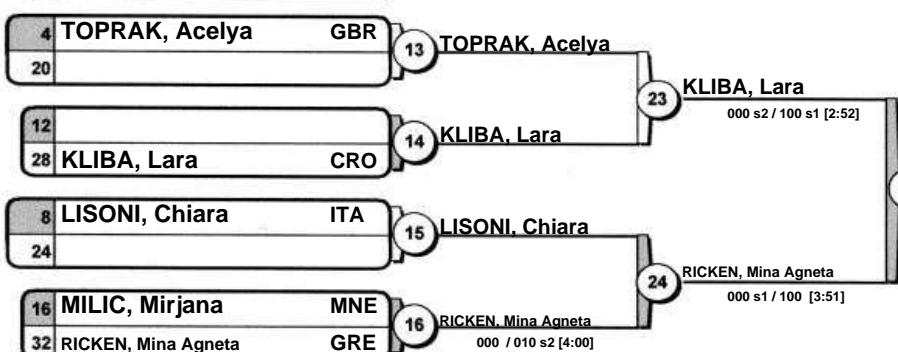 4 TOPRAK, Acelya GBR
20
13 TOPRAK, Acelya
12
28 KLIBA, Lara CRO
14 KLIBA, Lara
23 KLIBA, Lara
000 s2 / 100 s1 [2:52]
8 LISONI, Chiara ITA
24
15 LISONI, Chiara
16 MILIC, Mirjana MNE
32 RICKEN, Mina Agneta GRE
16 RICKEN, Mina Agneta
000 / 010 s2 [4:00]
24 RICKEN, Mina Agneta
000 s1 / 100 [3:51]